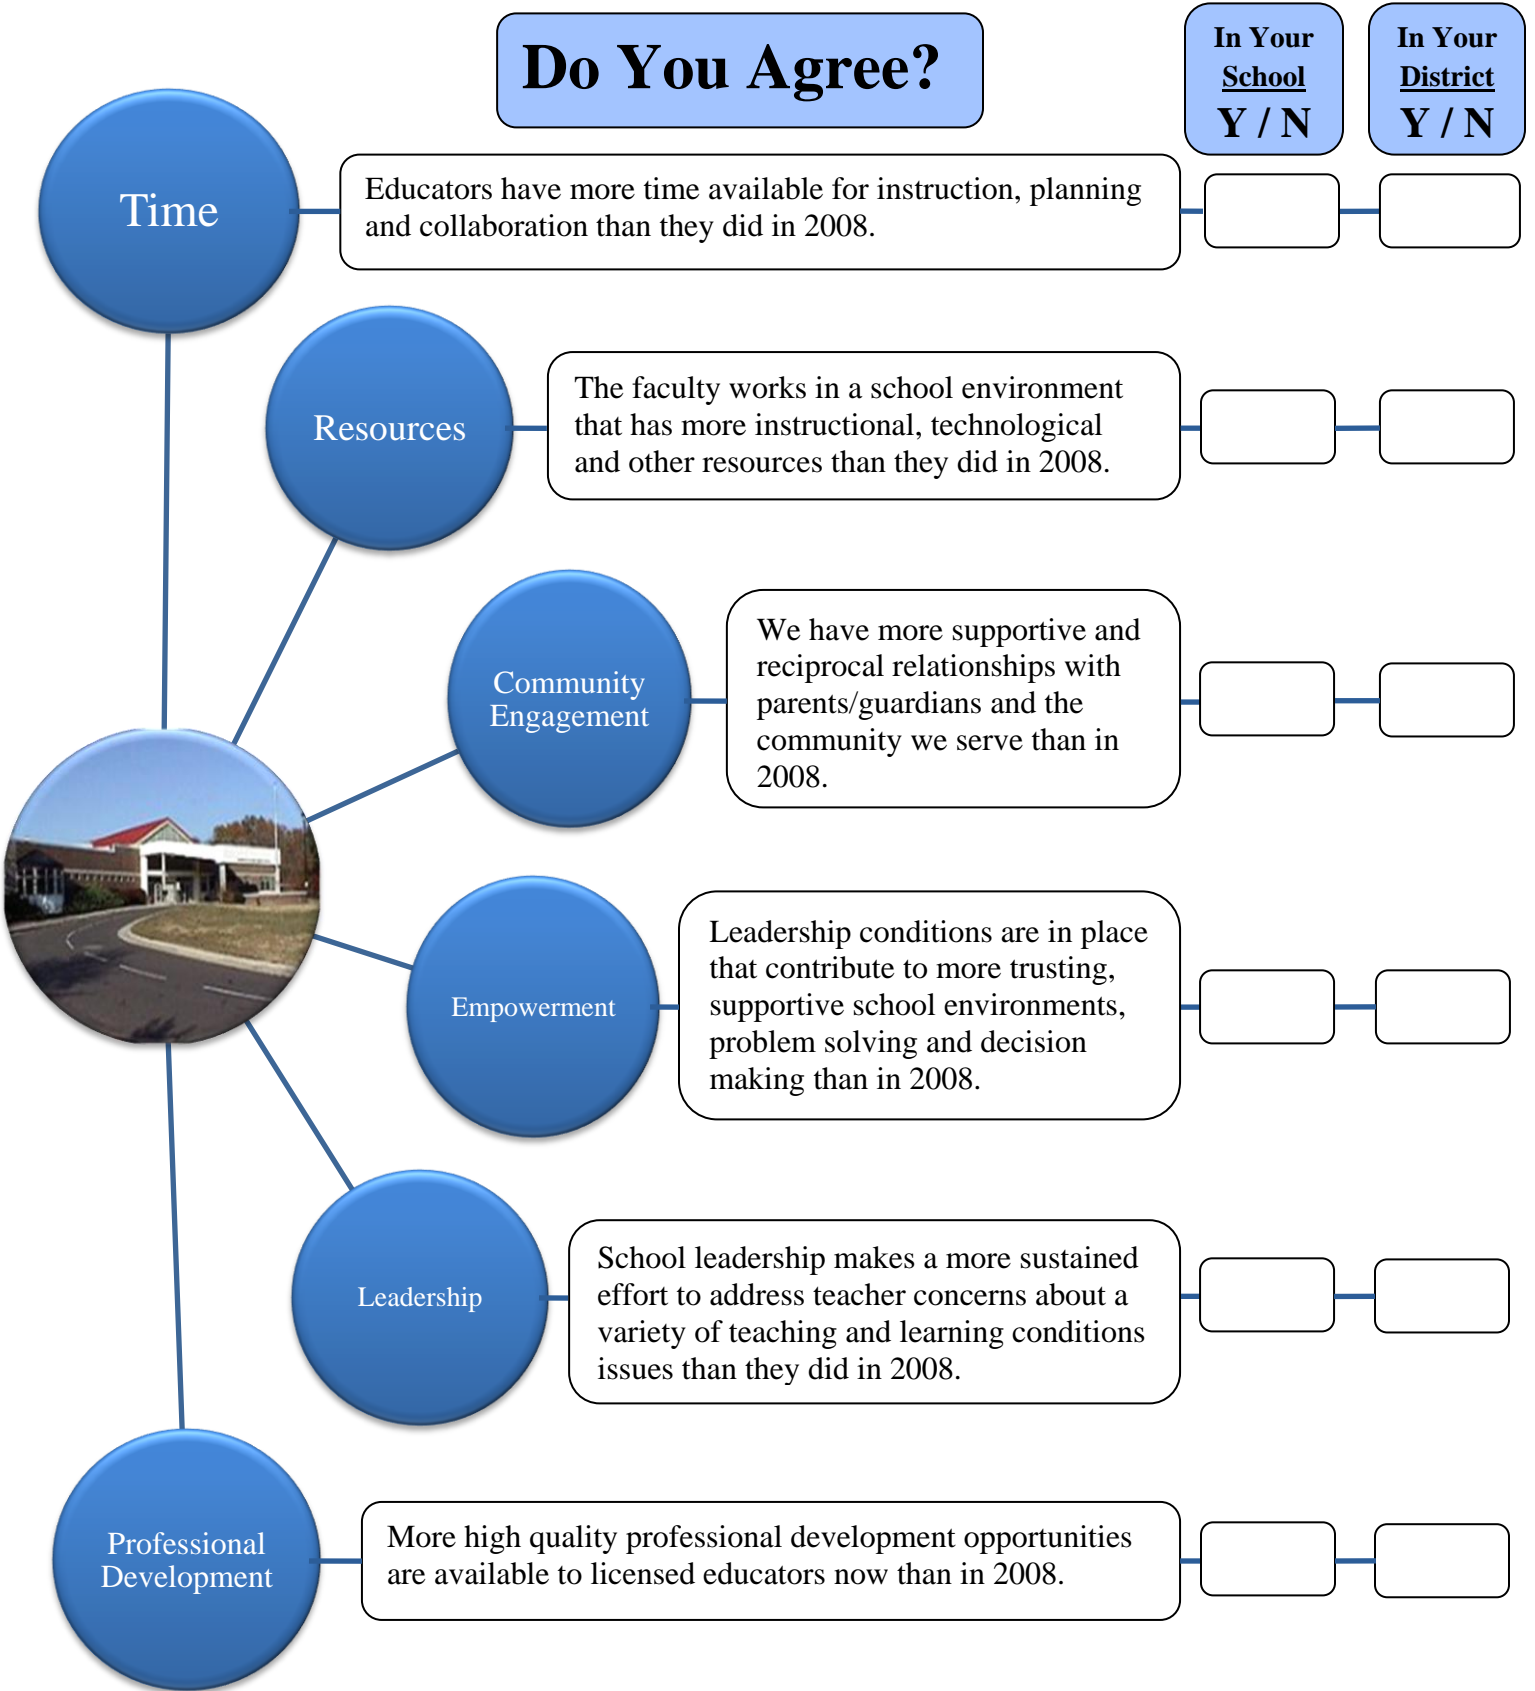 Do You Agree?
In Your
School
Y / N
In Your
District
Y / N
Time
Educators have more time available for instruction, planning
and collaboration than they did in 2008.
Resources
The faculty works in a school environment
that has more instructional, technological
and other resources than they did in 2008.
Community
Engagement
We have more supportive and
reciprocal relationships with
parents/guardians and the
community we serve than in
2008.
Empowerment
Leadership conditions are in place
that contribute to more trusting,
supportive school environments,
problem solving and decision
making than in 2008.
Leadership
School leadership makes a more sustained
effort to address teacher concerns about a
variety of teaching and learning conditions
issues than they did in 2008.
Professional
Development
More high quality professional development opportunities
are available to licensed educators now than in 2008.